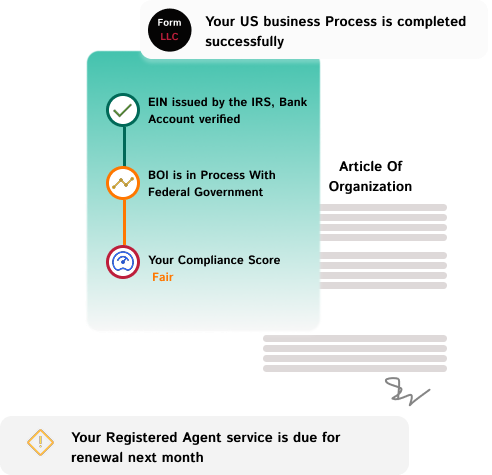 Form
LLC
Your US business Process is completed
successfully
EIN issued by the IRS, Bank
Account verified
BOI is in Process With
Federal Government
Your Compliance Score
Fair
Article Of
Organization
Your Registered Agent service is due for
renewal next month